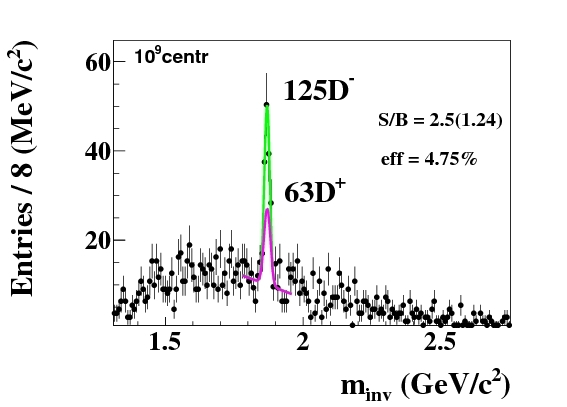 60
40
20
Entries / 8 (MeV/c²)
10⁹centr
125D⁻
S/B = 2.5(1.24)
eff = 4.75%
63D⁺
1.5 2 2.5
m_inv (GeV/c²)